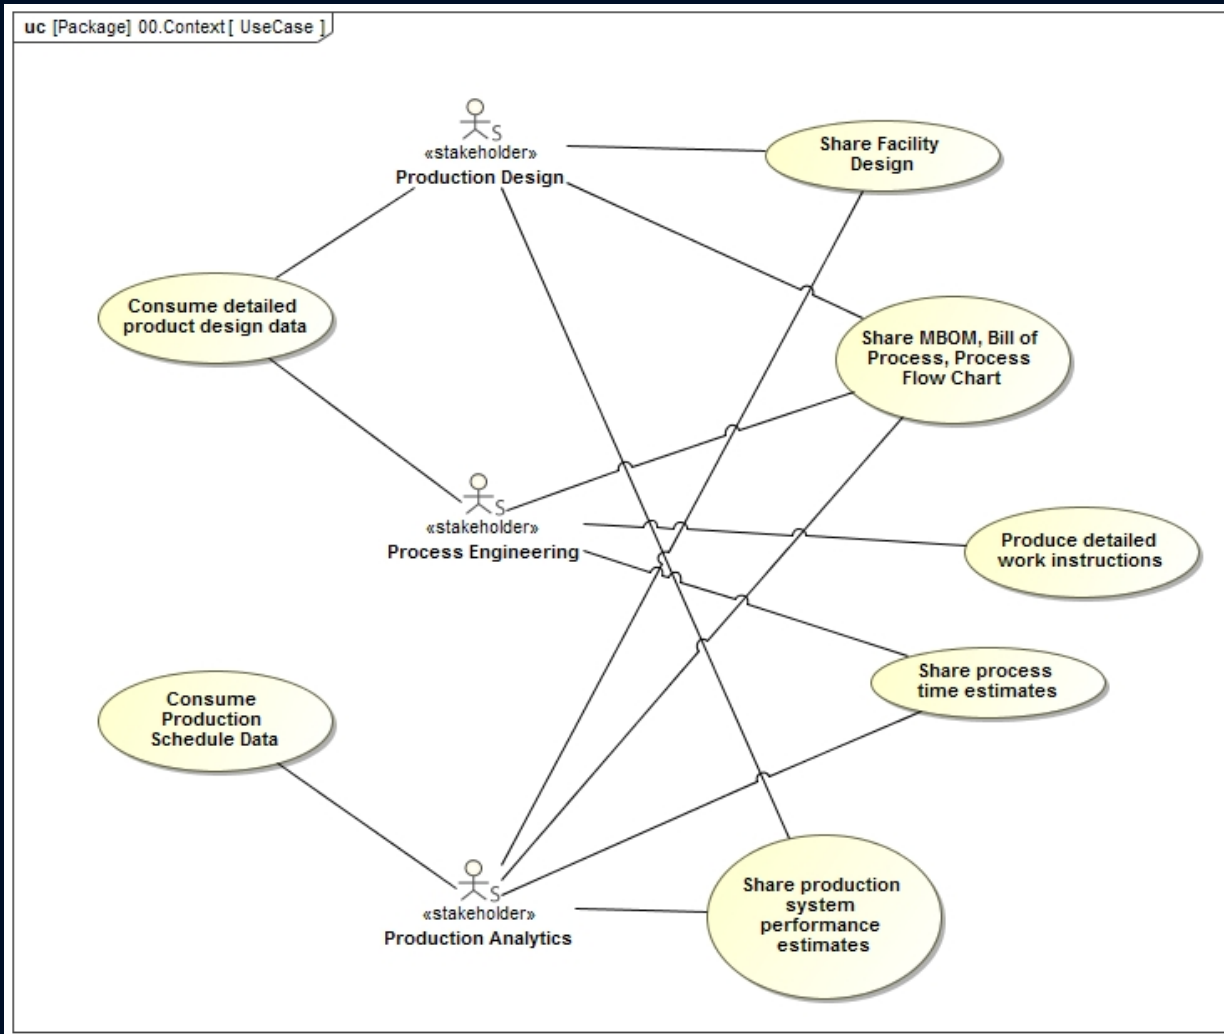 uc [Package] 00.Context [ UseCase ]
S
«stakeholder»
Production Design
Share Facility
Design
Consume detailed
product design data
Share MBOM, Bill of
Process, Process
Flow Chart
S
«stakeholder»
Process Engineering
Produce detailed
work instructions
Share process
time estimates
Consume
Production
Schedule Data
S
«stakeholder»
Production Analytics
Share production
system
performance
estimates